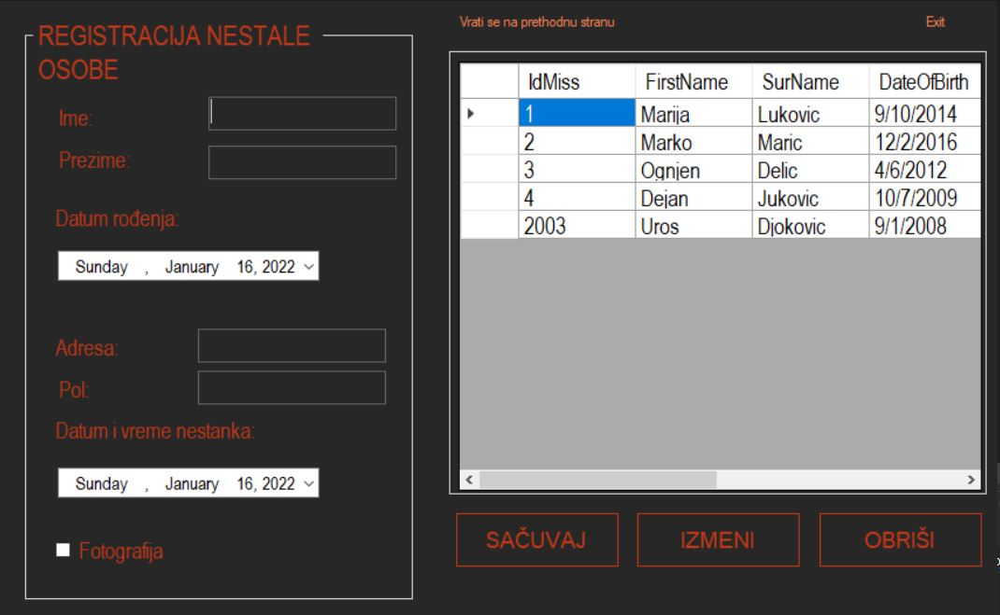 REGISTRACIJA NESTALE
OSOBE
Ime:
Prezime:
Datum rođenja:
Sunday , January 16, 2022
Adresa:
Pol:
Datum i vreme nestanka:
Sunday , January 16, 2022
Fotografija
Vrati se na prethodnu stranu Exit
IdMiss FirstName SurName DateOfBirth
1 Marija Lukovic 9/10/2014
2 Marko Maric 12/2/2016
3 Ognjen Delic 4/6/2012
4 Dejan Jukovic 10/7/2009
2003 Uros Djokovic 9/1/2008
SAČUVAJ IZMENI OBRIŠI